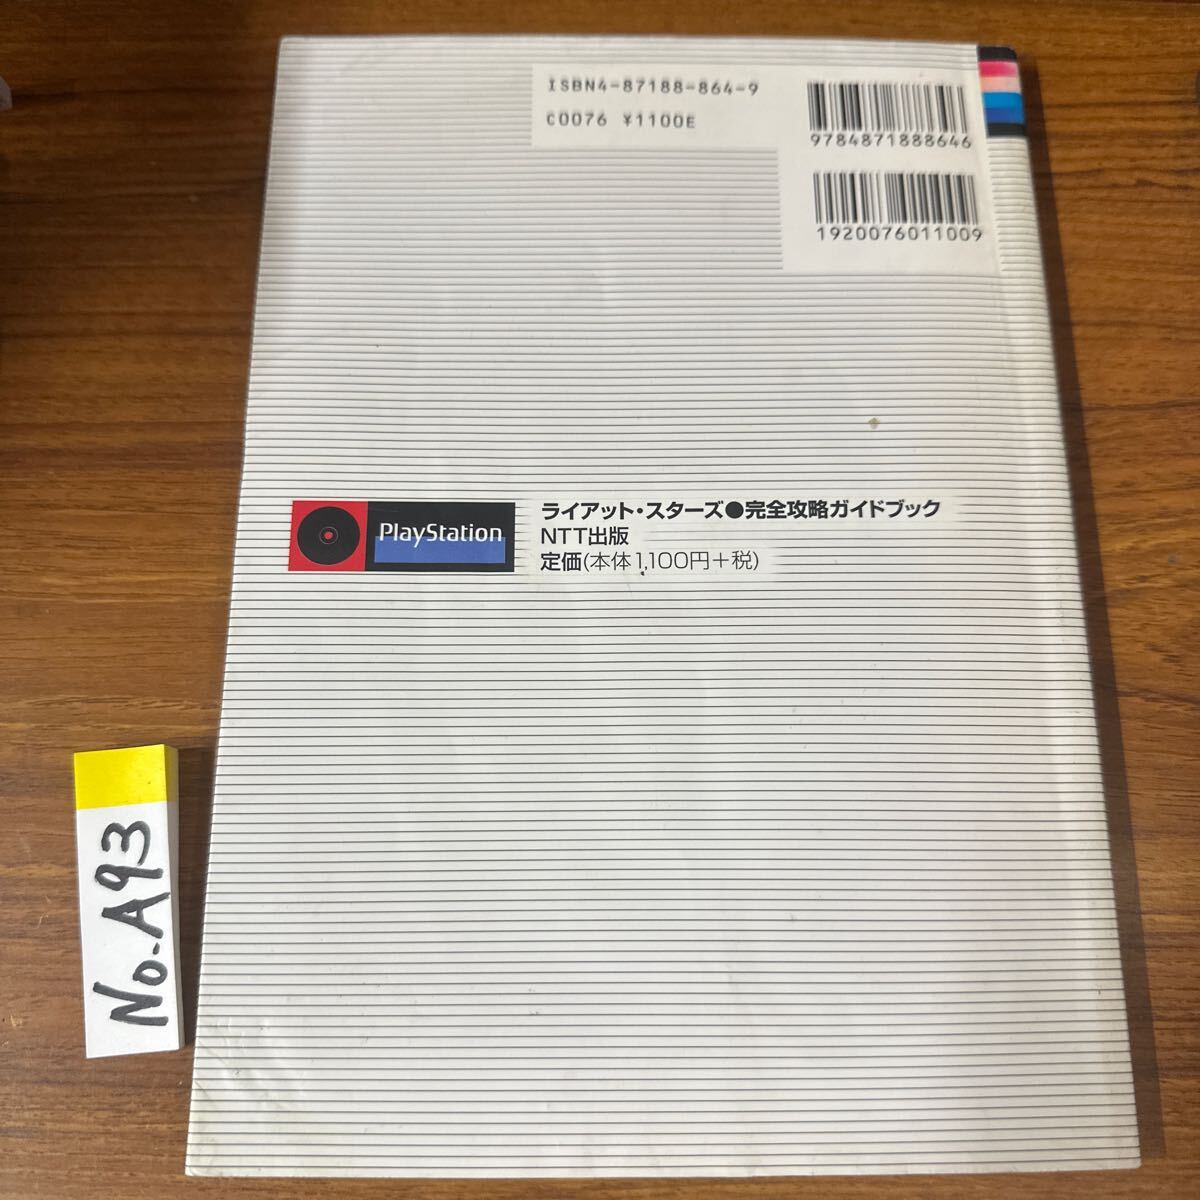 ISBN4-87188-864-9
C0076 ¥1100E
9784871888646
1920076011009
PlayStation
ライアット・スターズ●完全攻略ガイドブック
NTT出版
定価(本体1,100円+税)
No.A93